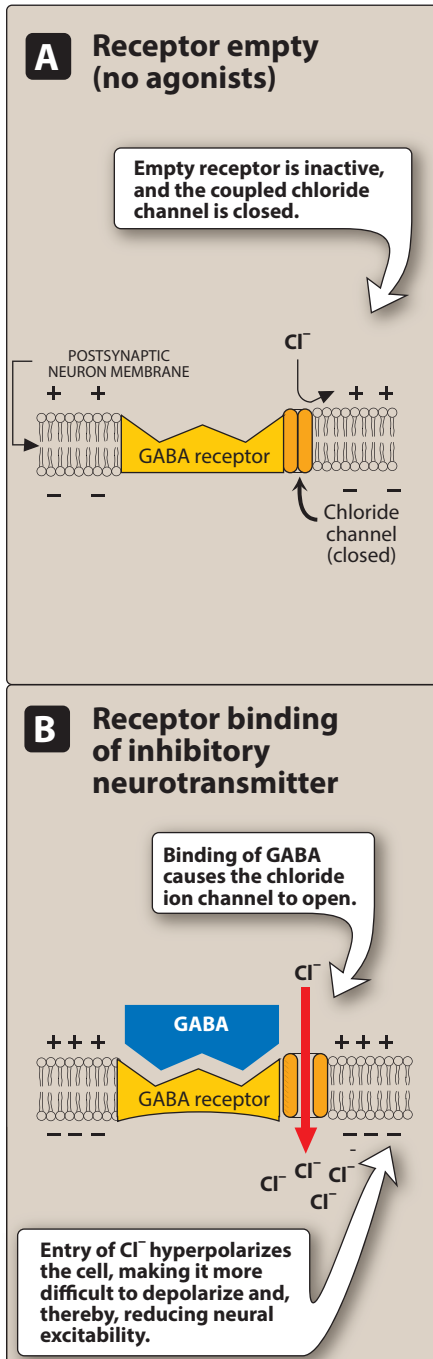 A
Receptor empty
(no agonists)
Empty receptor is inactive,
and the coupled chloride
channel is closed.
Cl⁻
POSTSYNAPTIC
NEURON MEMBRANE
+ +
+ +
GABA receptor
– –
– –
Chloride
channel
(closed)
B
Receptor binding
of inhibitory
neurotransmitter
Binding of GABA
causes the chloride
ion channel to open.
Cl⁻
GABA
+ + +
+ + +
GABA receptor
– – –
– – –
-
Cl⁻ Cl⁻ Cl⁻
Cl⁻
Entry of Cl⁻ hyperpolarizes
the cell, making it more
difficult to depolarize and,
thereby, reducing neural
excitability.